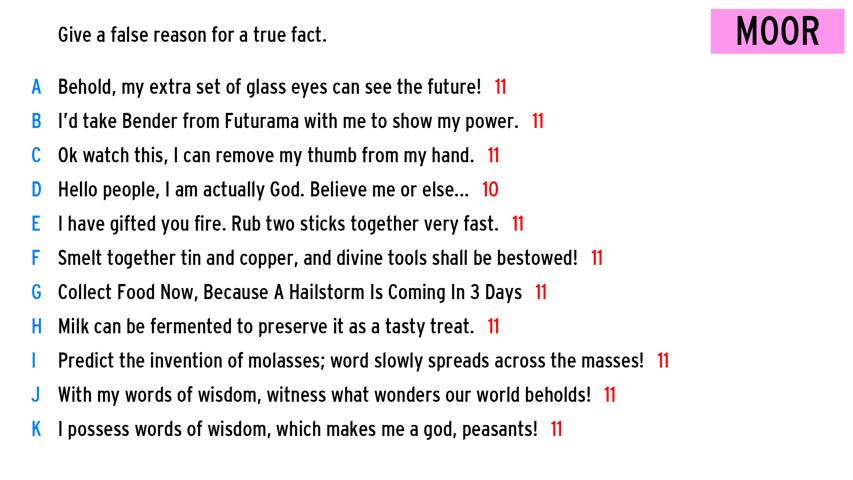 Give a false reason for a true fact.
MOOR
A Behold, my extra set of glass eyes can see the future! 11
B I'd take Bender from Futurama with me to show my power. 11
C Ok watch this, I can remove my thumb from my hand. 11
D Hello people, I am actually God. Believe me or else... 10
E I have gifted you fire. Rub two sticks together very fast. 11
F Smelt together tin and copper, and divine tools shall be bestowed! 11
G Collect Food Now, Because A Hailstorm Is Coming In 3 Days 11
H Milk can be fermented to preserve it as a tasty treat. 11
I Predict the invention of molasses; word slowly spreads across the masses! 11
J With my words of wisdom, witness what wonders our world beholds! 11
K I possess words of wisdom, which makes me a god, peasants! 11